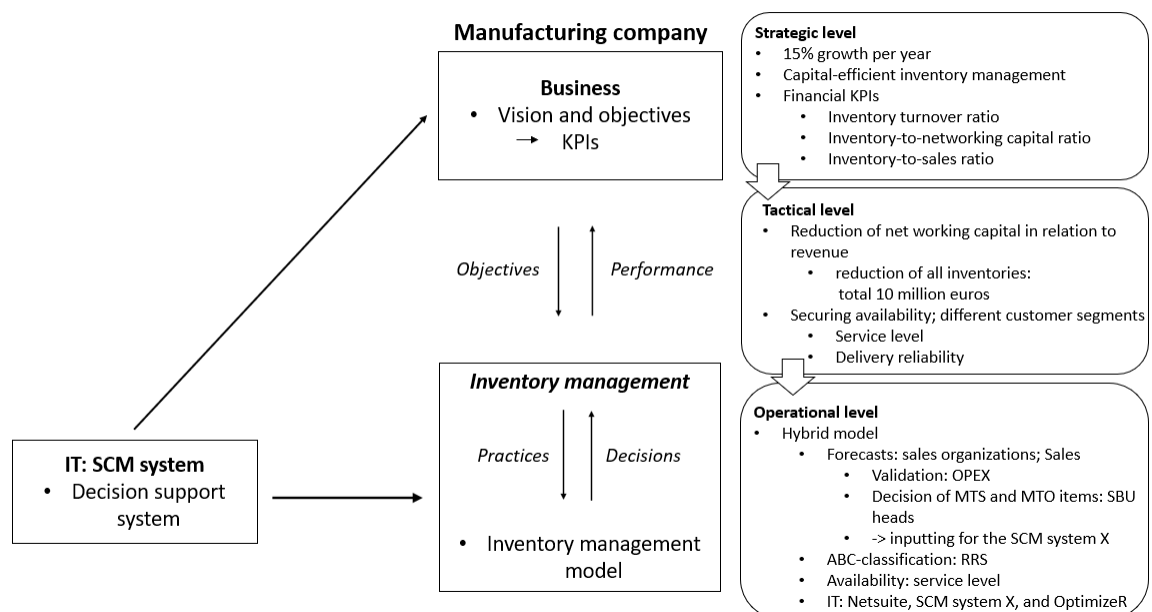 Manufacturing company
Business
• Vision and objectives
→ KPIs
Objectives
Performance
Inventory management
Practices
Decisions
• Inventory management
model
IT: SCM system
• Decision support
system
Strategic level
• 15% growth per year
• Capital-efficient inventory management
• Financial KPIs
• Inventory turnover ratio
• Inventory-to-networking capital ratio
• Inventory-to-sales ratio
Tactical level
• Reduction of net working capital in relation to
revenue
• reduction of all inventories:
total 10 million euros
• Securing availability; different customer segments
• Service level
• Delivery reliability
Operational level
• Hybrid model
• Forecasts: sales organizations; Sales
• Validation: OPEX
• Decision of MTS and MTO items: SBU
heads
• -> inputting for the SCM system X
• ABC-classification: RRS
• Availability: service level
• IT: Netsuite, SCM system X, and OptimizeR